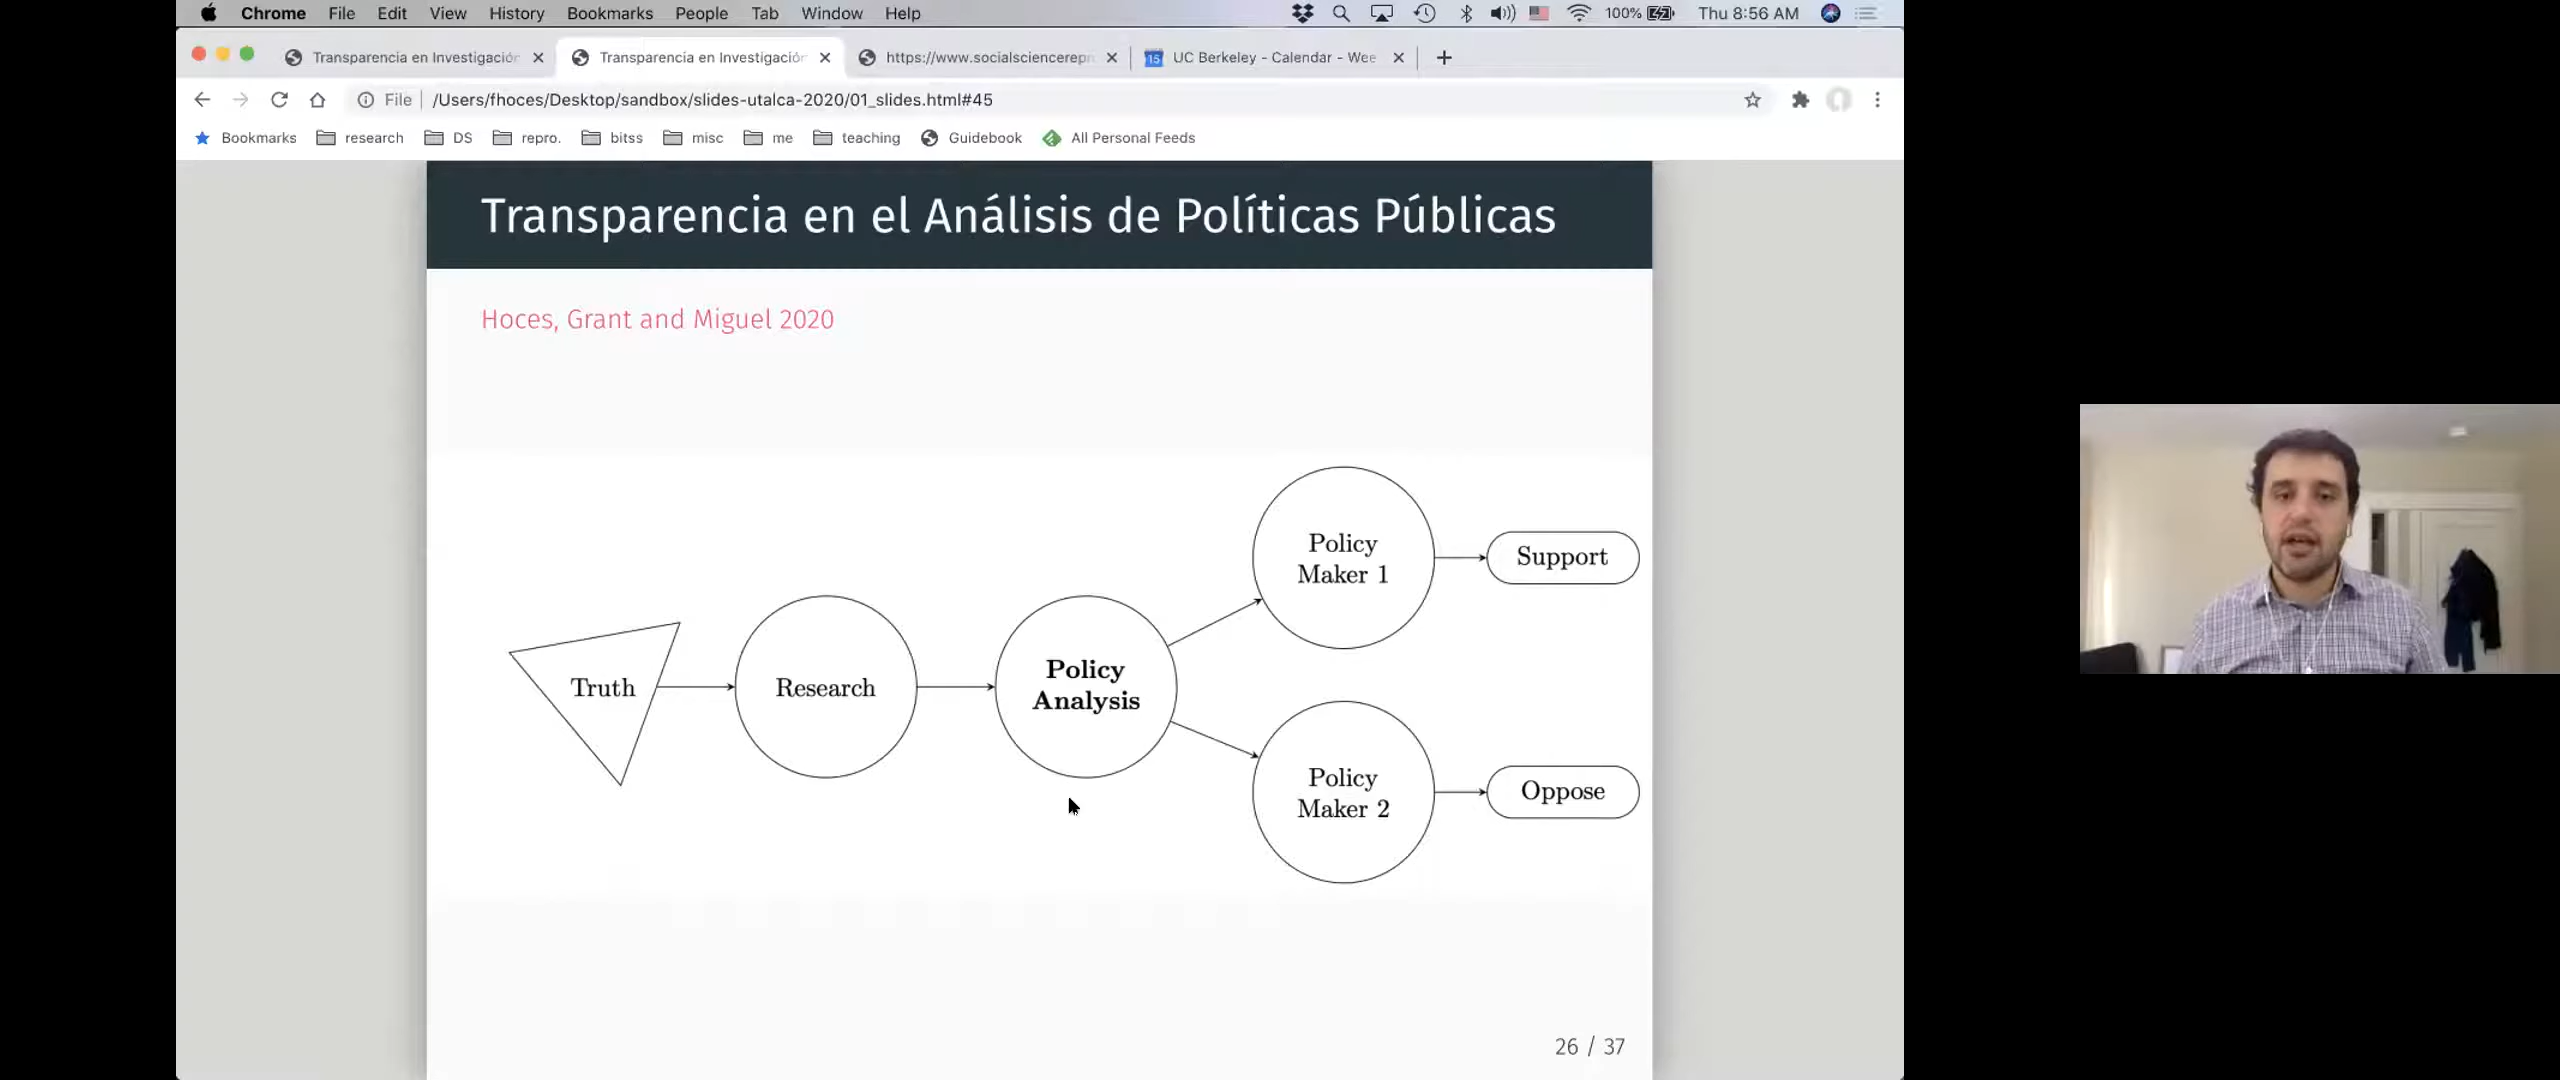 Chrome File Edit View History Bookmarks People Tab Window Help 100% Thu 8:56 AM
Transparencia en Investigación Transparencia en Investigación https://www.socialsciencerepr 15 UC Berkeley - Calendar - Wee
File /Users/fhoces/Desktop/sandbox/slides-utalca-2020/01_slides.html#45
Bookmarks research DS repro. bitss misc me teaching Guidebook All Personal Feeds
Transparencia en el Análisis de Políticas Públicas
Hoces, Grant and Miguel 2020
Truth
Research
Policy
Analysis
Policy
Maker 1
Support
Policy
Maker 2
Oppose
26 / 37